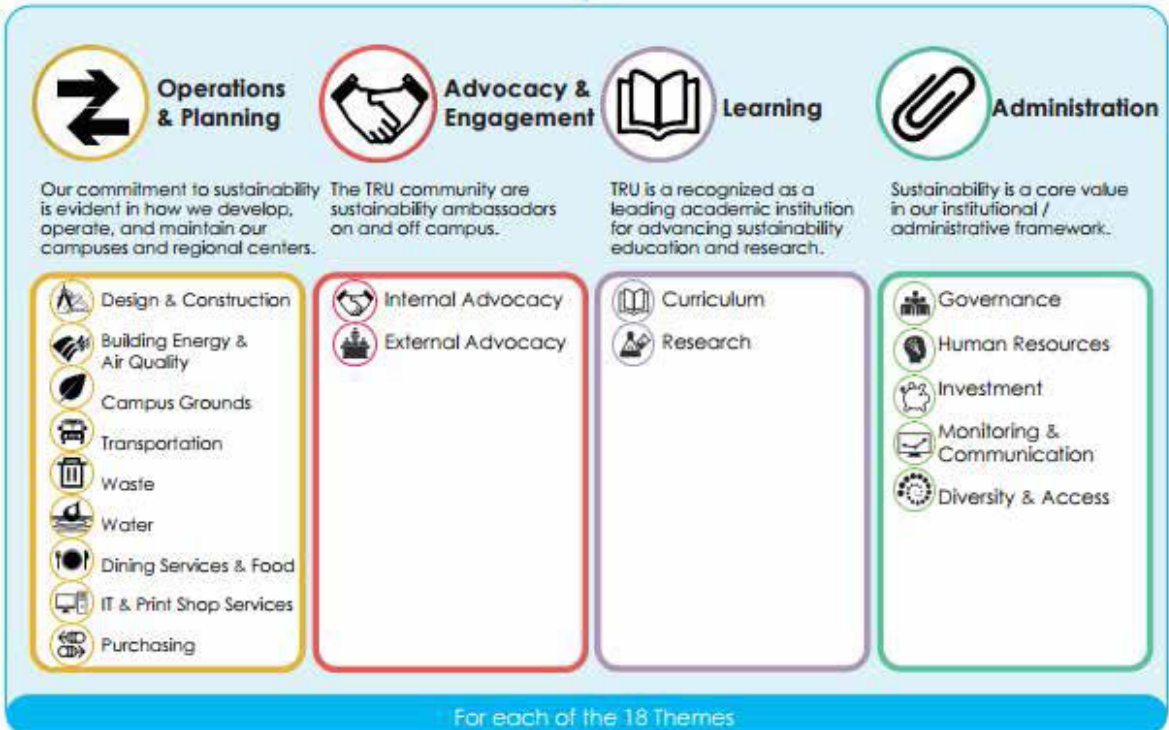 Operations
& Planning
Our commitment to sustainability
is evident in how we develop,
operate, and maintain our
campuses and regional centers.
Design & Construction
Building Energy &
Air Quality
Campus Grounds
Transportation
Waste
Water
Dining Services & Food
IT & Print Shop Services
Purchasing
Advocacy &
Engagement
The TRU community are
sustainability ambassadors
on and off campus.
Internal Advocacy
External Advocacy
Learning
TRU is a recognized as a
leading academic institution
for advancing sustainability
education and research.
Curriculum
Research
Administration
Sustainability is a core value
in our institutional /
administrative framework.
Governance
Human Resources
Investment
Monitoring &
Communication
Diversity & Access
For each of the 18 Themes